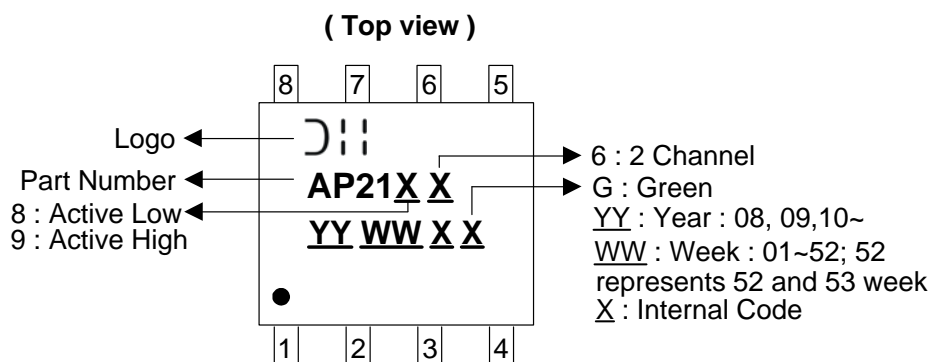 ( Top view )
8 7 6 5
Logo
Part Number
8 : Active Low
9 : Active High
AP21X X
YY WW X X
6 : 2 Channel
G : Green
YY : Year : 08, 09,10~
WW : Week : 01~52; 52
represents 52 and 53 week
X : Internal Code
1 2 3 4